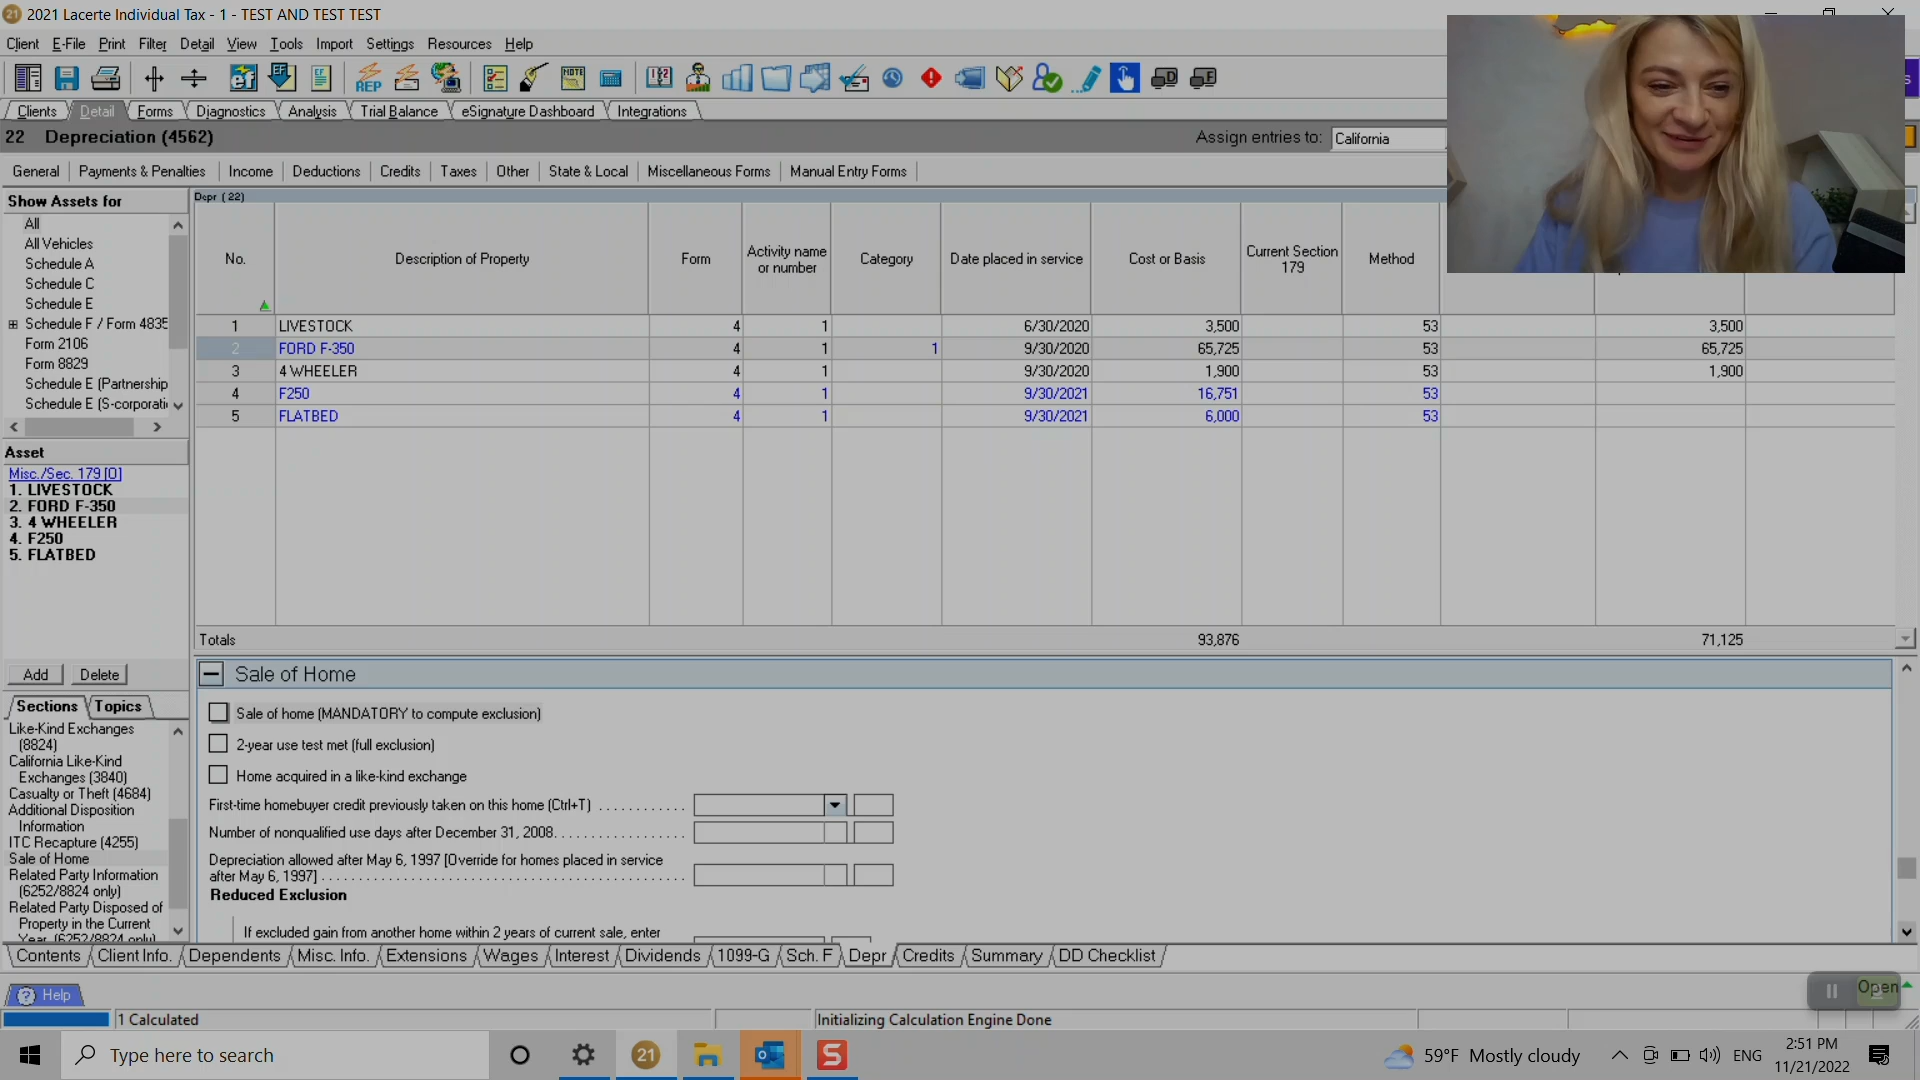 2021 Lacerte Individual Tax - 1 - TEST AND TEST TEST
Client E-File Print Filter Detail View Tools Import Settings Resources Help
Clients Detail Forms Diagnostics Analysis Trial Balance eSignature Dashboard Integrations
22 Depreciation (4562)
Assign entries to: California
General Payments & Penalties Income Deductions Credits Taxes Other State & Local Miscellaneous Forms Manual Entry Forms
Show Assets for
All
All Vehicles
Schedule A
Schedule C
Schedule E
Schedule F / Form 4835
Form 2106
Form 8829
Schedule E (Partnership
Schedule E (S-corporati
Asset
Misc./Sec. 179 [O]
1. LIVESTOCK
2. FORD F-350
3. 4 WHEELER
4. F250
5. FLATBED
Add Delete
Sections Topics
Like-Kind Exchanges
(8824)
California Like-Kind
Exchanges (3840)
Casualty or Theft (4684)
Additional Disposition
Information
ITC Recapture (4255)
Sale of Home
Related Party Information
(6252/8824 only)
Related Party Disposed of
Property in the Current
Year (6252/8824 only)
Depr (22)
No. Description of Property Form Activity name or number Category Date placed in service Cost or Basis Current Section 179 Method
1 LIVESTOCK 4 1 6/30/2020 3,500 53 3,500
2 FORD F-350 4 1 1 9/30/2020 65,725 53 65,725
3 4 WHEELER 4 1 9/30/2020 1,900 53 1,900
4 F250 4 1 9/30/2021 16,751 53
5 FLATBED 4 1 9/30/2021 6,000 53
Totals 93,876 71,125
Sale of Home
Sale of home (MANDATORY to compute exclusion)
2-year use test met (full exclusion)
Home acquired in a like-kind exchange
First-time homebuyer credit previously taken on this home (Ctrl+T) . . . . . . . . . . . .
Number of nonqualified use days after December 31, 2008. . . . . . . . . . . . . . . . . .
Depreciation allowed after May 6, 1997 [Override for homes placed in service
after May 6, 1997] . . . . . . . . . . . . . . . . . . . . . . . . . . . . . . . . . . . . . . . . . . . . . . .
Reduced Exclusion
If excluded gain from another home within 2 years of current sale, enter
Contents Client Info. Dependents Misc. Info. Extensions Wages Interest Dividends 1099-G Sch. F Depr Credits Summary DD Checklist
Help
Open
1 Calculated
Initializing Calculation Engine Done
Type here to search
21
59°F Mostly cloudy
ENG
2:51 PM
11/21/2022